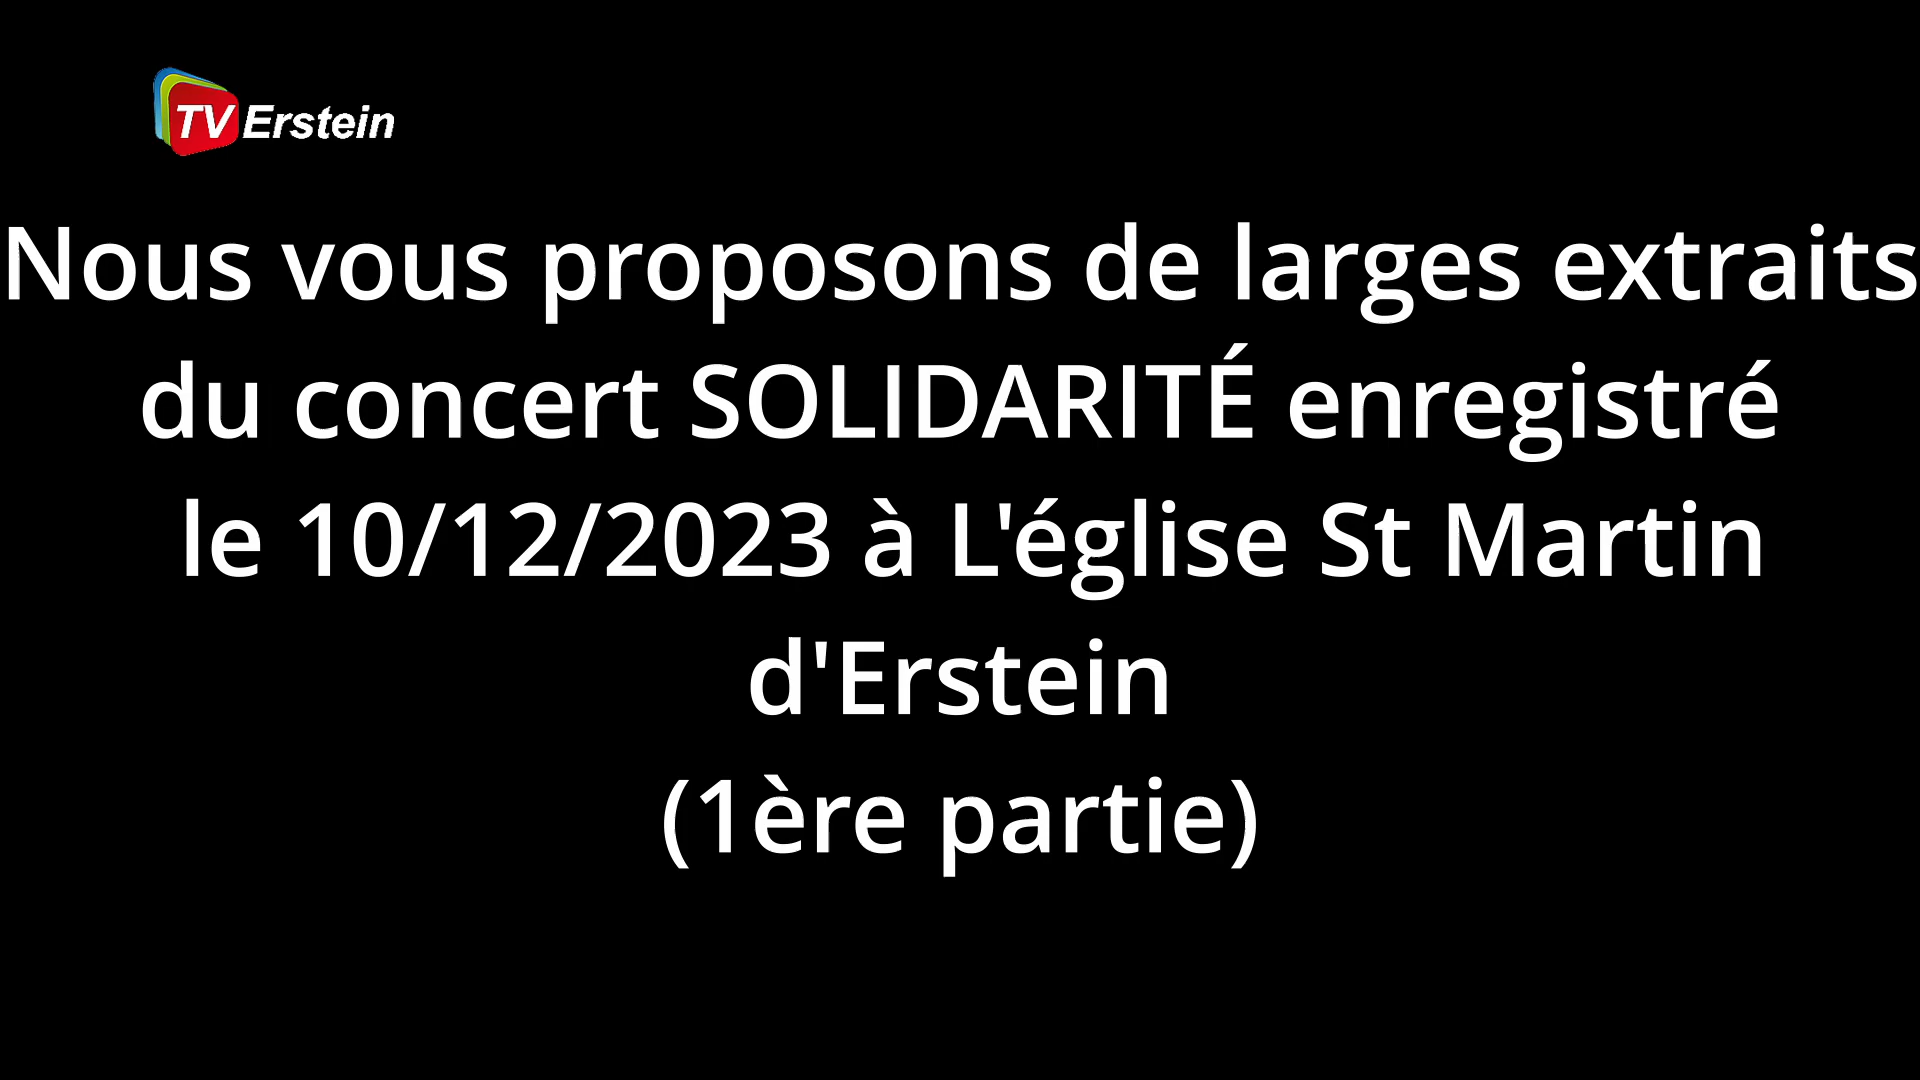 TV Erstein
Nous vous proposons de larges extraits
du concert SOLIDARITÉ enregistré
le 10/12/2023 à L'église St Martin
d'Erstein
(1ère partie)